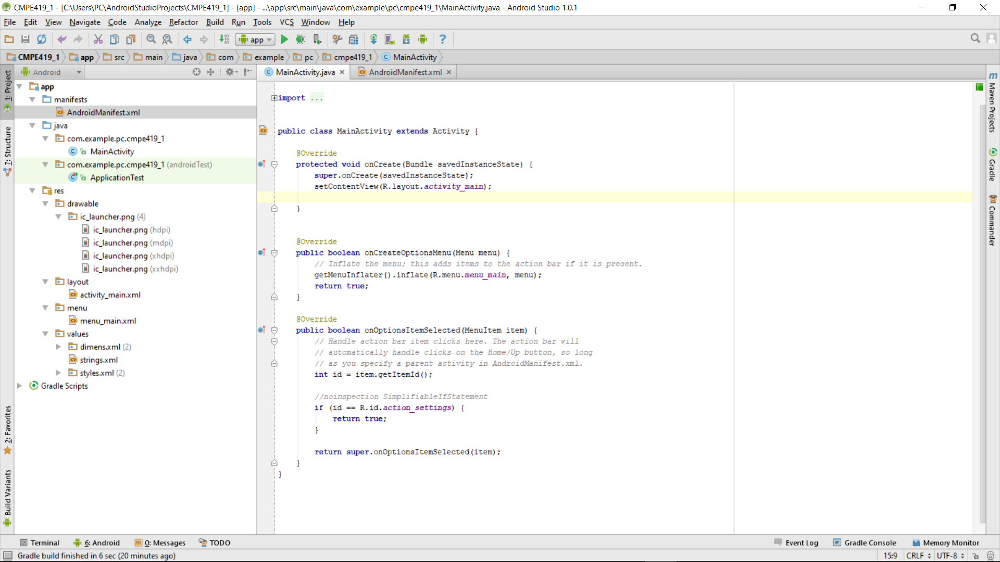 CMPE419_1 - [C:\Users\PC\AndroidStudioProjects\CMPE419_1] - [app] - ...\app\src\main\java\com\example\pc\cmpe419_1\MainActivity.java - Android Studio 1.0.1
File Edit View Navigate Code Analyze Refactor Build Run Tools VCS Window Help
app
CMPE419_1 app src main java com example pc cmpe419_1 MainActivity
Android
MainActivity.java AndroidManifest.xml
1: Project
7: Structure
2: Favorites
Build Variants
app
manifests
AndroidManifest.xml
java
com.example.pc.cmpe419_1
MainActivity
com.example.pc.cmpe419_1 (androidTest)
ApplicationTest
res
drawable
ic_launcher.png (4)
ic_launcher.png (hdpi)
ic_launcher.png (mdpi)
ic_launcher.png (xhdpi)
ic_launcher.png (xxhdpi)
layout
activity_main.xml
menu
menu_main.xml
values
dimens.xml (2)
strings.xml
styles.xml (2)
Gradle Scripts
import ...
public class MainActivity extends Activity {
@Override
protected void onCreate(Bundle savedInstanceState) {
super.onCreate(savedInstanceState);
setContentView(R.layout.activity_main);
}
@Override
public boolean onCreateOptionsMenu(Menu menu) {
// Inflate the menu; this adds items to the action bar if it is present.
getMenuInflater().inflate(R.menu.menu_main, menu);
return true;
}
@Override
public boolean onOptionsItemSelected(MenuItem item) {
// Handle action bar item clicks here. The action bar will
// automatically handle clicks on the Home/Up button, so long
// as you specify a parent activity in AndroidManifest.xml.
int id = item.getItemId();
//noinspection SimplifiableIfStatement
if (id == R.id.action_settings) {
return true;
}
return super.onOptionsItemSelected(item);
}
}
m Maven Projects
Gradle
Commander
Terminal 6: Android 0: Messages TODO Event Log Gradle Console Memory Monitor
Gradle build finished in 6 sec (20 minutes ago) 15:9 CRLF UTF-8